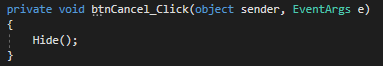 private void btnCancel_Click(object sender, EventArgs e)
{
    Hide();
}